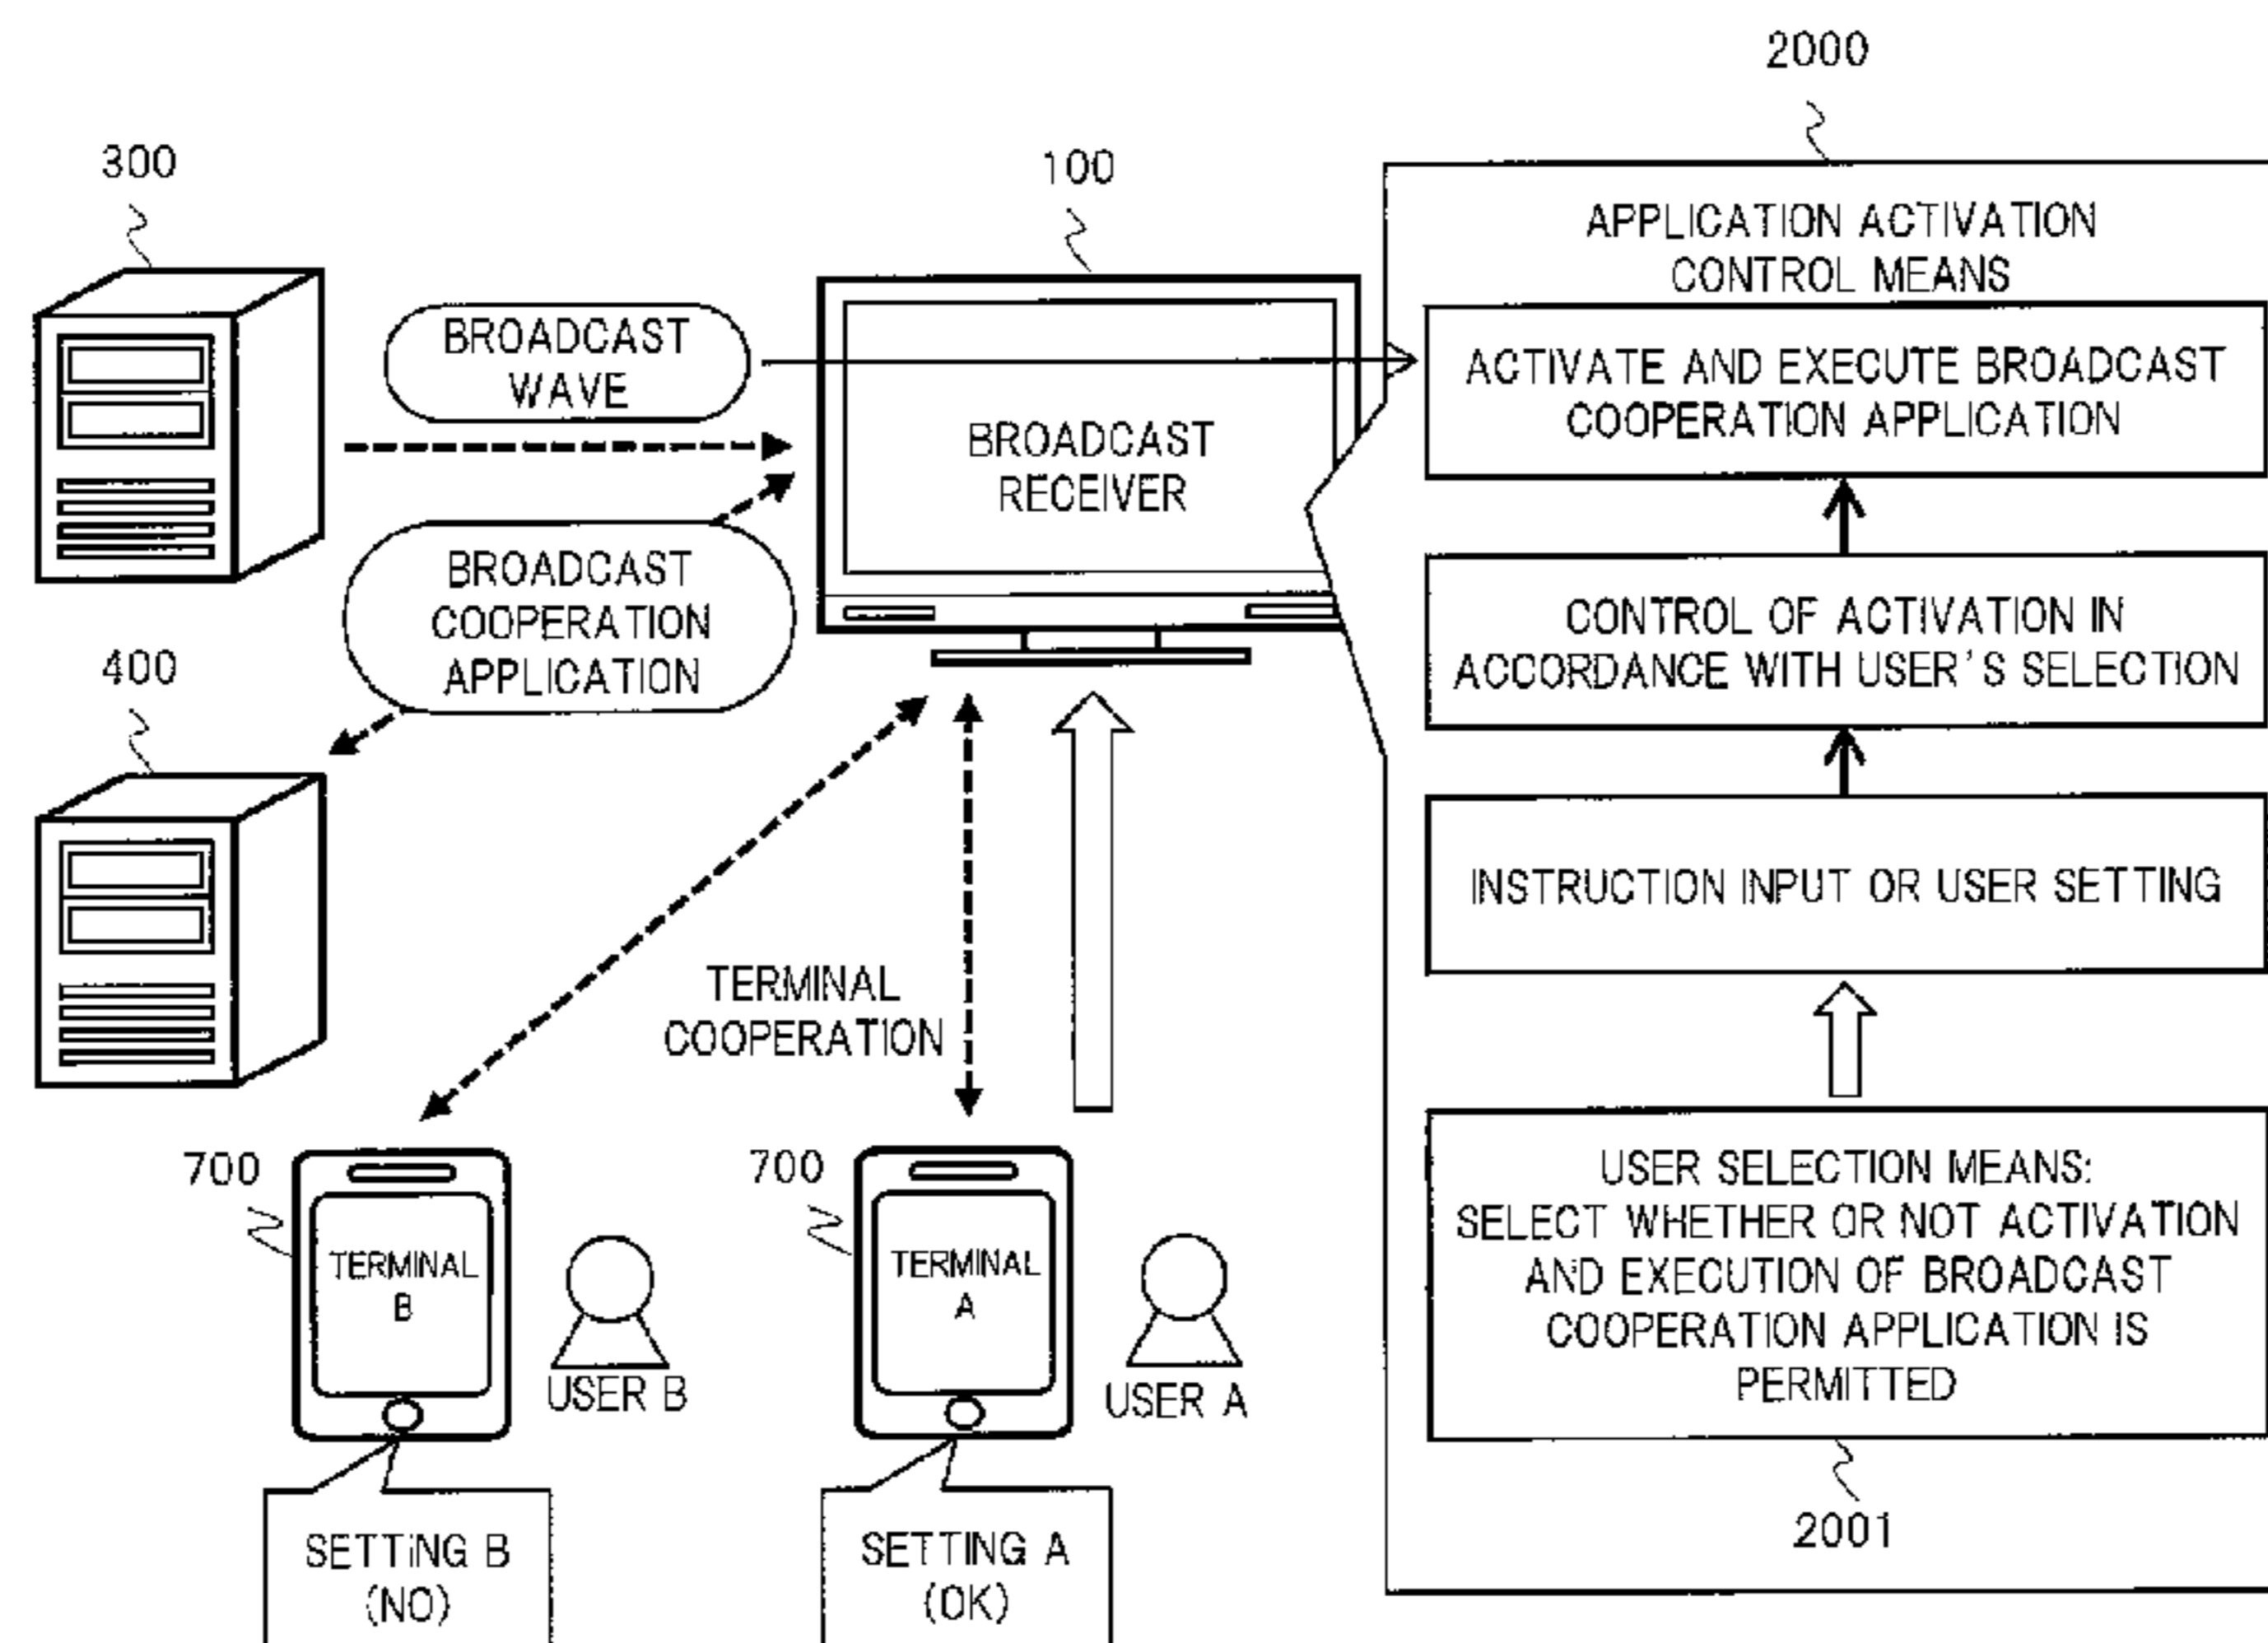 2000
300
100
APPLICATION ACTIVATION
CONTROL MEANS
BROADCAST
WAVE
ACTIVATE AND EXECUTE BROADCAST
COOPERATION APPLICATION
BROADCAST
RECEIVER
BROADCAST
COOPERATION
APPLICATION
400
CONTROL OF ACTIVATION IN
ACCORDANCE WITH USER'S SELECTION
INSTRUCTION INPUT OR USER SETTING
TERMINAL
COOPERATION
700
TERMINAL
B
USER B
700
TERMINAL
A
USER A
USER SELECTION MEANS:
SELECT WHETHER OR NOT ACTIVATION
AND EXECUTION OF BROADCAST
COOPERATION APPLICATION IS
PERMITTED
2001
SETTING B
(NO)
SETTING A
(OK)